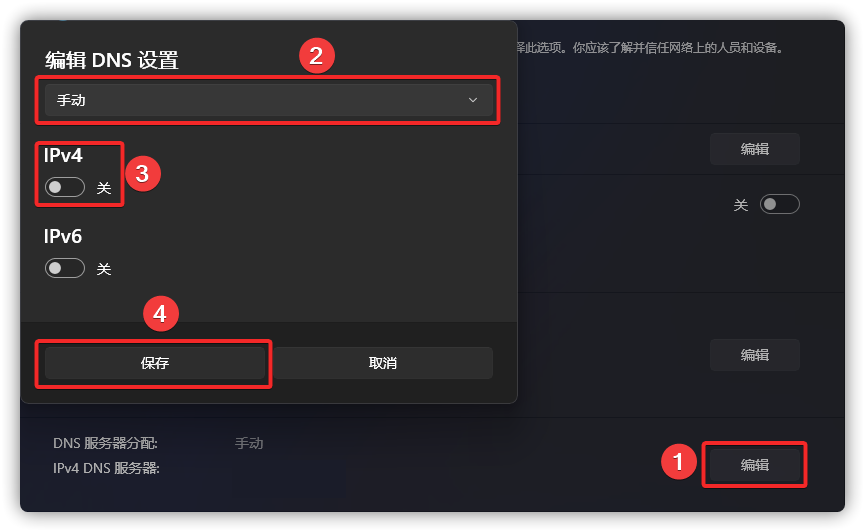 编辑 DNS 设置
2
择此选项。你应该了解并信任网络上的人员和设备。
手动
IPv4
3
编辑
关
关
IPv6
关
4
保存
取消
编辑
DNS 服务器分配:
手动
IPv4 DNS 服务器:
1
编辑